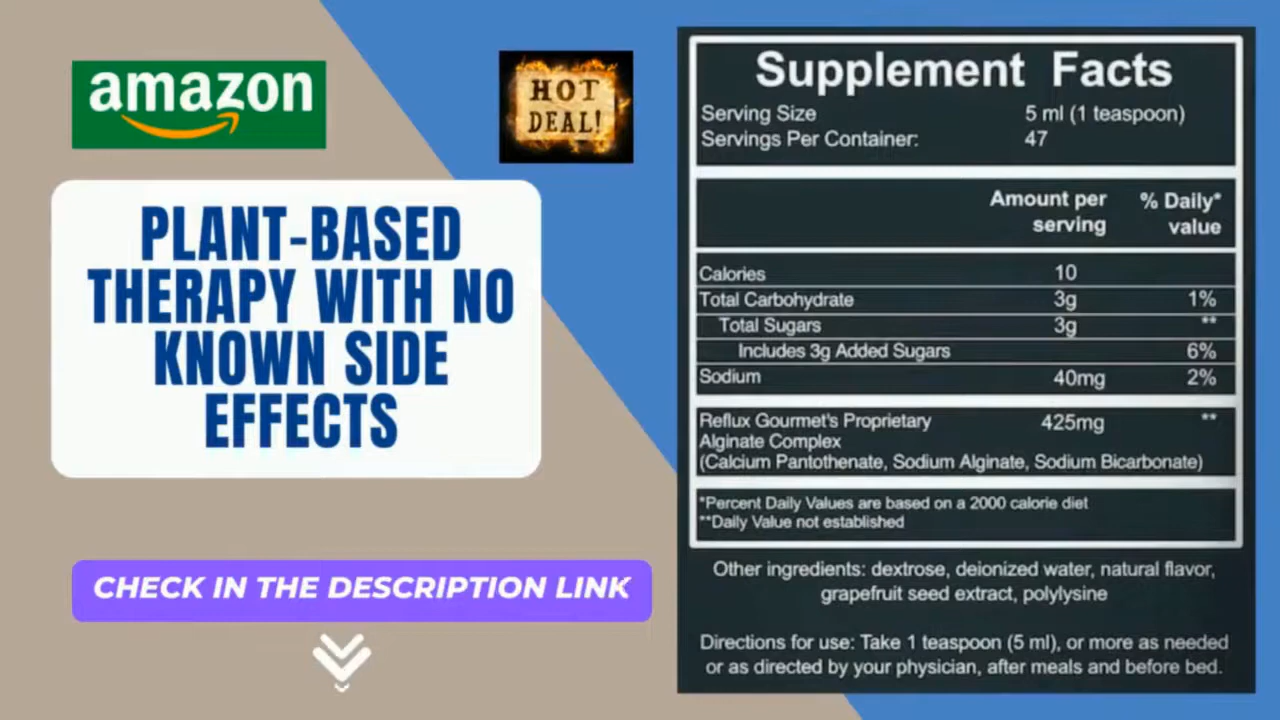 amazon
HOT
DEAL!
PLANT-BASED
THERAPY WITH NO
KNOWN SIDE
EFFECTS
CHECK IN THE DESCRIPTION LINK
Supplement Facts
Serving Size 5 ml (1 teaspoon)
Servings Per Container: 47
Amount per % Daily*
serving value
Calories 10
Total Carbohydrate 3g 1%
Total Sugars 3g **
Includes 3g Added Sugars 6%
Sodium 40mg 2%
Reflux Gourmet's Proprietary 425mg **
Alginate Complex
(Calcium Pantothenate, Sodium Alginate, Sodium Bicarbonate)
*Percent Daily Values are based on a 2000 calorie diet
**Daily Value not established
Other ingredients: dextrose, deionized water, natural flavor,
grapefruit seed extract, polylysine
Directions for use: Take 1 teaspoon (5 ml), or more as needed
or as directed by your physician, after meals and before bed.